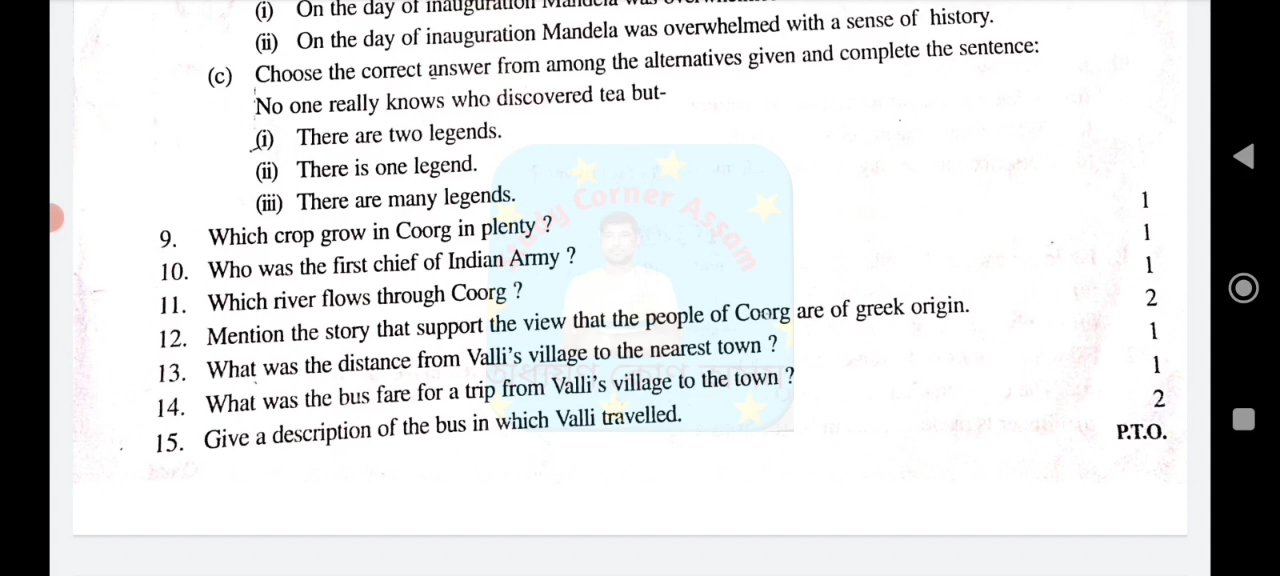 (i) On the day of inauguration Mandela was
(ii) On the day of inauguration Mandela was overwhelmed with a sense of history.
(c) Choose the correct answer from among the alternatives given and complete the sentence:
No one really knows who discovered tea but-
(i) There are two legends.
(ii) There is one legend.
(iii) There are many legends.
Study Corner Assam
9. Which crop grow in Coorg in plenty ? 1
10. Who was the first chief of Indian Army ? 1
11. Which river flows through Coorg ? 1
12. Mention the story that support the view that the people of Coorg are of greek origin. 2
13. What was the distance from Valli's village to the nearest town ? 1
14. What was the bus fare for a trip from Valli's village to the town ? 1
15. Give a description of the bus in which Valli travelled. 2
P.T.O.